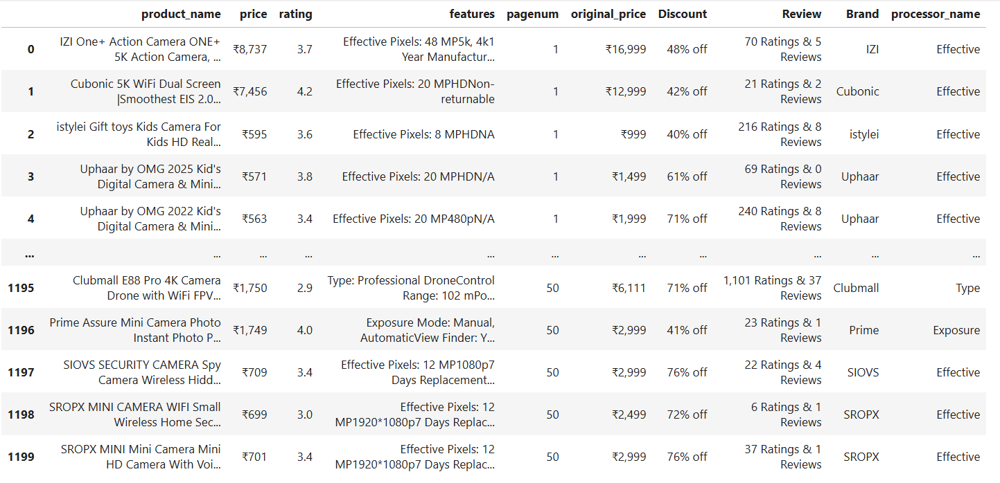 product_name price rating features pagenum original_price Discount Review Brand processor_name
0 IZI One+ Action Camera ONE+ 5K Action Camera, ... ₹8,737 3.7 Effective Pixels: 48 MP5k, 4k1 Year Manufactur... 1 ₹16,999 48% off 70 Ratings & 5 Reviews IZI Effective
1 Cubonic 5K WiFi Dual Screen |Smoothest EIS 2.0... ₹7,456 4.2 Effective Pixels: 20 MPHDNon-returnable 1 ₹12,999 42% off 21 Ratings & 2 Reviews Cubonic Effective
2 istylei Gift toys Kids Camera For Kids HD Real... ₹595 3.6 Effective Pixels: 8 MPHDNA 1 ₹999 40% off 216 Ratings & 8 Reviews istylei Effective
3 Uphaar by OMG 2025 Kid's Digital Camera & Mini... ₹571 3.8 Effective Pixels: 20 MPHDN/A 1 ₹1,499 61% off 69 Ratings & 0 Reviews Uphaar Effective
4 Uphaar by OMG 2022 Kid's Digital Camera & Mini... ₹563 3.4 Effective Pixels: 20 MP480pN/A 1 ₹1,999 71% off 240 Ratings & 8 Reviews Uphaar Effective
... ... ... ... ... ... ... ... ... ... ...
1195 Clubmall E88 Pro 4K Camera Drone with WiFi FPV... ₹1,750 2.9 Type: Professional DroneControl Range: 102 mPo... 50 ₹6,111 71% off 1,101 Ratings & 37 Reviews Clubmall Type
1196 Prime Assure Mini Camera Photo Instant Photo P... ₹1,749 4.0 Exposure Mode: Manual, AutomaticView Finder: Y... 50 ₹2,999 41% off 23 Ratings & 1 Reviews Prime Exposure
1197 SIOVS SECURITY CAMERA Spy Camera Wireless Hidd... ₹709 3.4 Effective Pixels: 12 MP1080p7 Days Replacement... 50 ₹2,999 76% off 22 Ratings & 4 Reviews SIOVS Effective
1198 SROPX MINI CAMERA WIFI Small Wireless Home Sec... ₹699 3.0 Effective Pixels: 12 MP1920*1080p7 Days Replac... 50 ₹2,499 72% off 6 Ratings & 1 Reviews SROPX Effective
1199 SROPX MINI Mini Camera Mini HD Camera With Voi... ₹701 3.4 Effective Pixels: 12 MP1920*1080p7 Days Replac... 50 ₹2,999 76% off 37 Ratings & 1 Reviews SROPX Effective